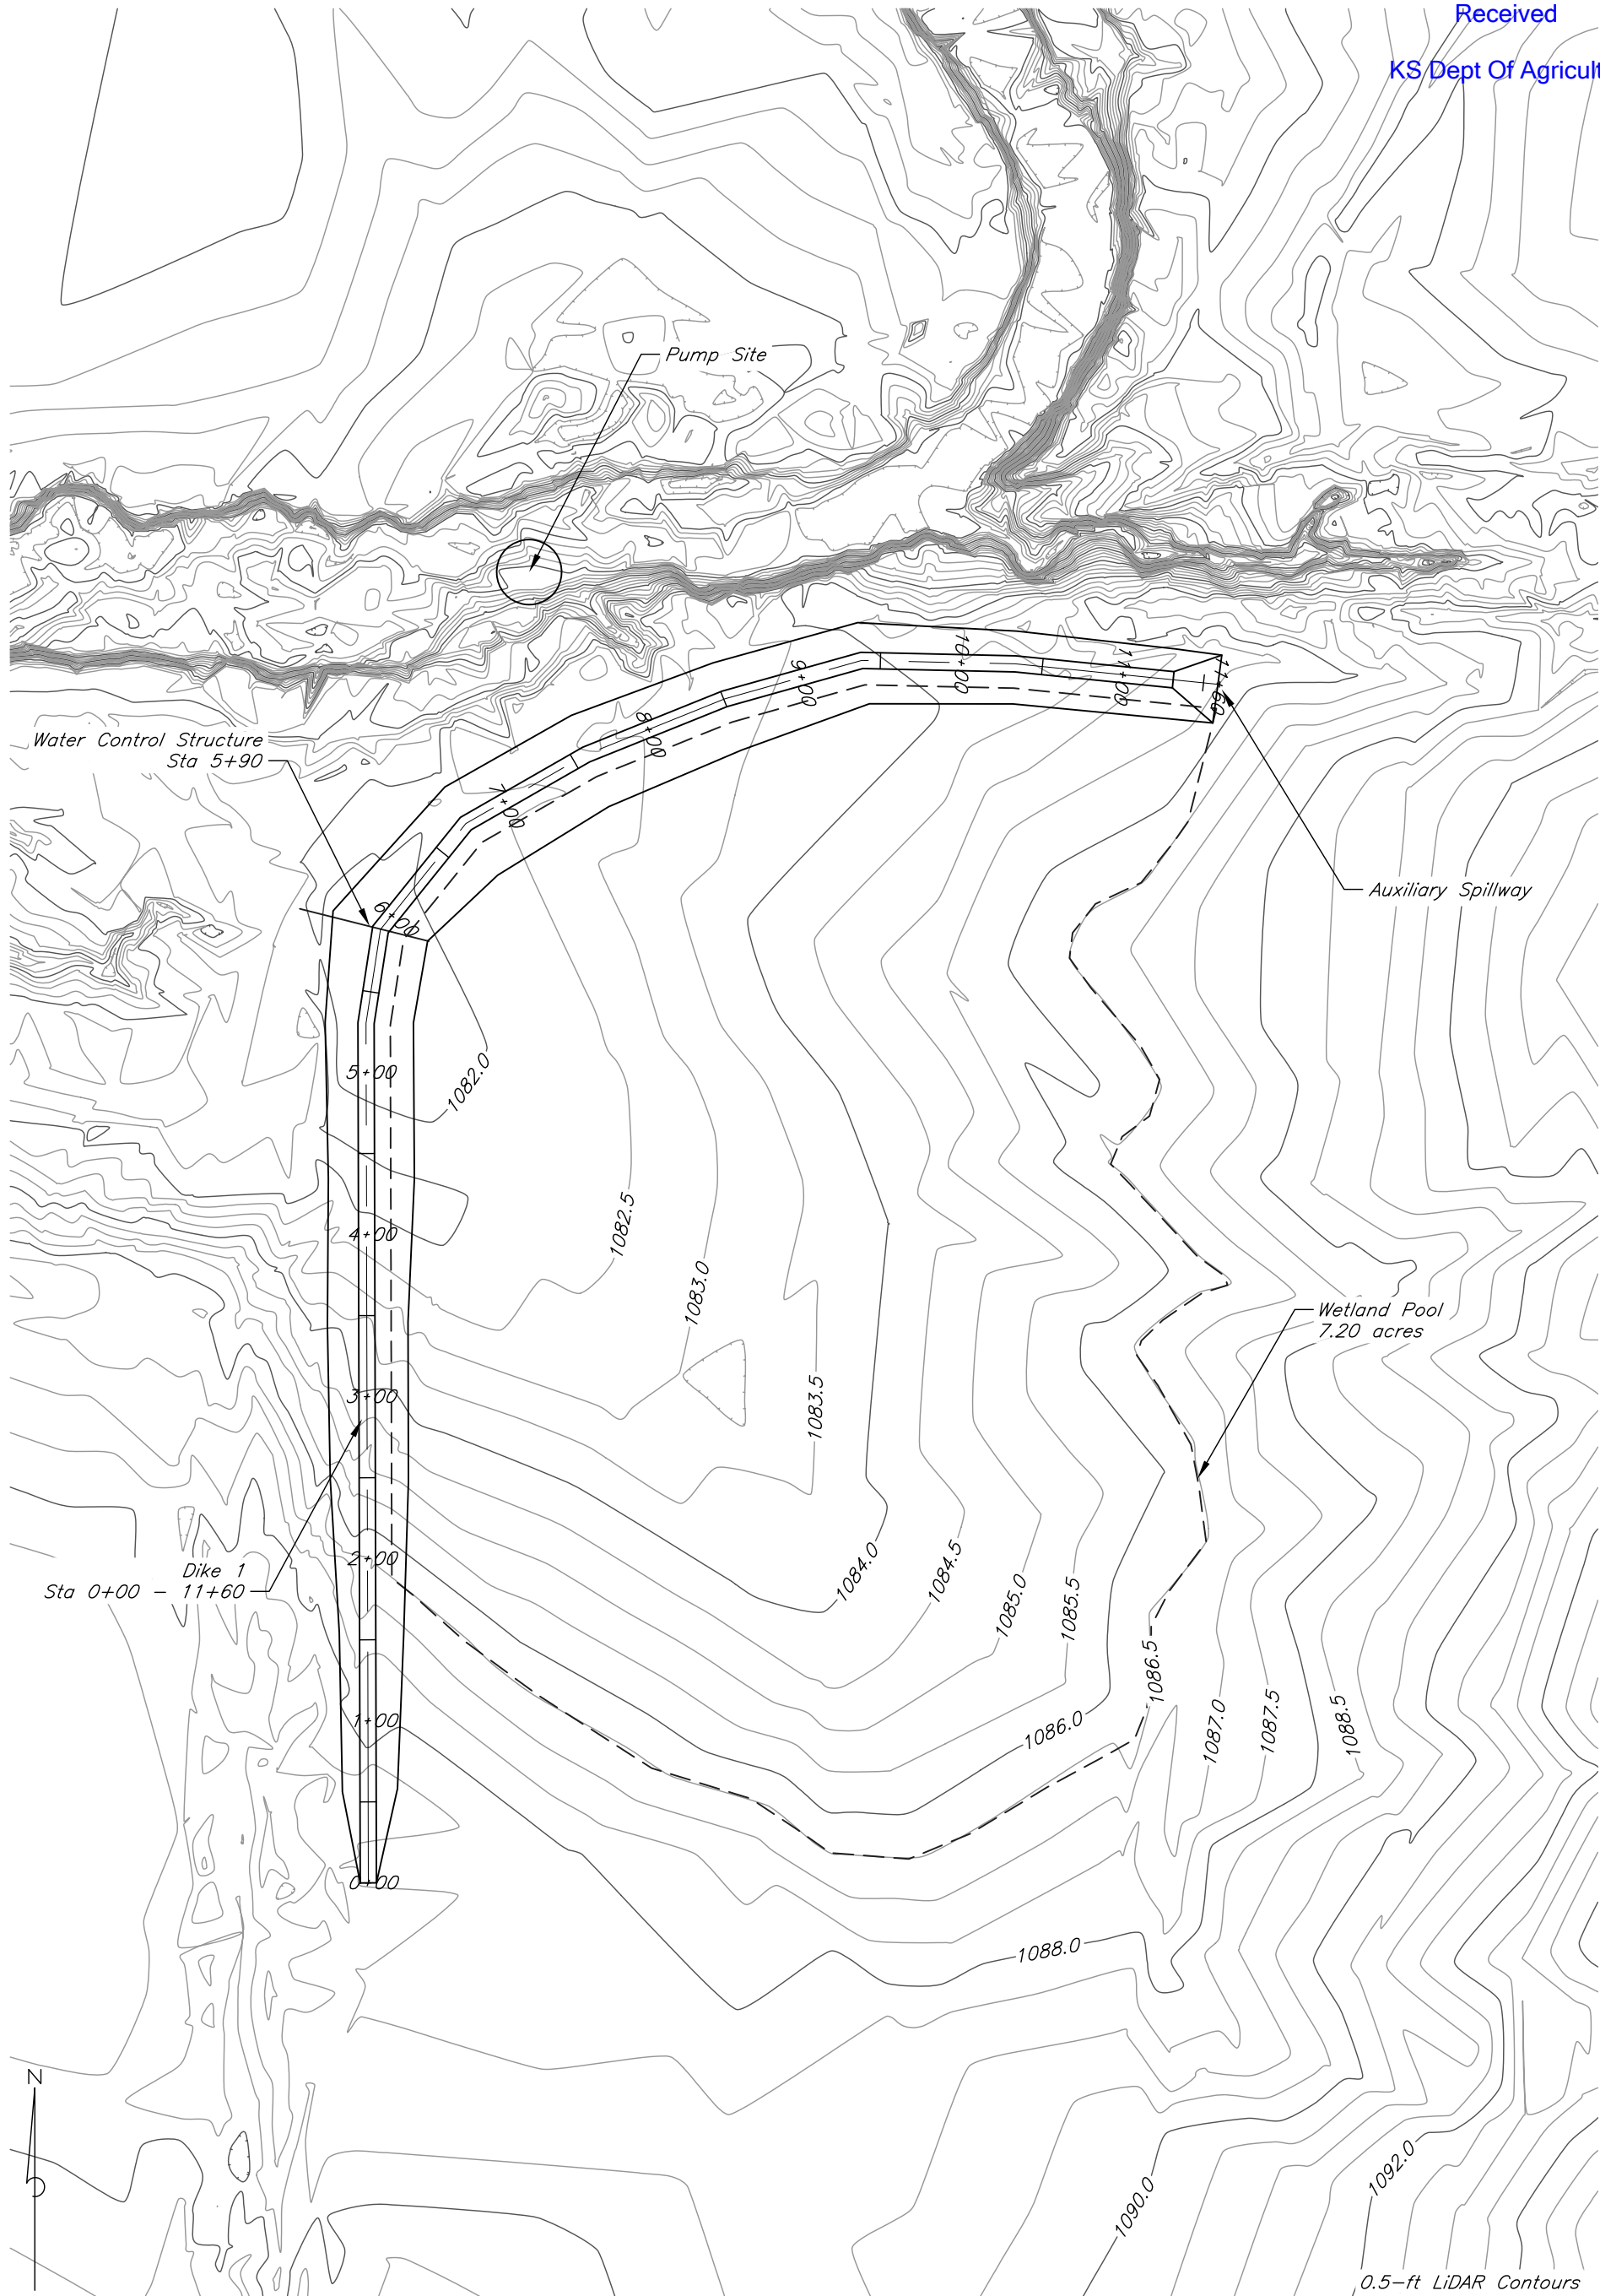 Received
KS Dept Of Agricult
Pump Site
10+00
11+00
11+60
9+00
8+00
Water Control Structure
Sta 5+90
7+00
Auxiliary Spillway
6+00
5+00
1082.0
4+00
1082.5
1083.0
Wetland Pool
7.20 acres
3+00
1083.5
2+00
Dike 1
Sta 0+00 - 11+60
1084.0
1084.5
1085.0
1085.5
1086.5
1+00
1086.0
1087.0
1087.5
1088.5
0+00
1088.0
N
1092.0
1090.0
0.5-ft LiDAR Contours